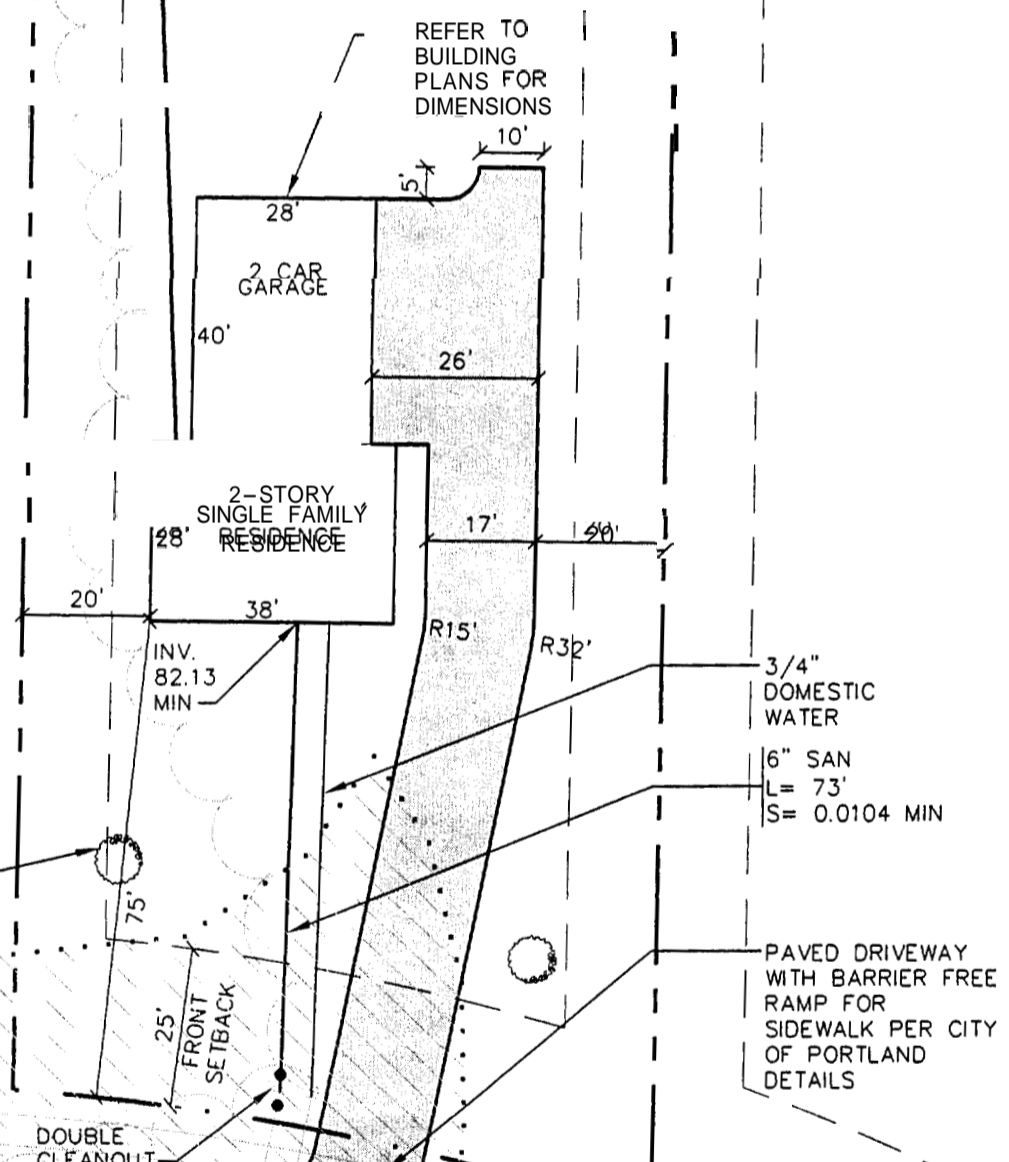 REFER TO
BUILDING
PLANS FOR
DIMENSIONS
10'
5'
28'
2 CAR
GARAGE
40'
26'
2-STORY
SINGLE FAMILY
RESIDENCE
RESIDENCE
28'
17'
20'
38'
R15'
R32'
INV.
82.13
MIN
3/4"
DOMESTIC
WATER
6" SAN
L= 73'
S= 0.0104 MIN
75'
25'
FRONT
SETBACK
PAVED DRIVEWAY
WITH BARRIER FREE
RAMP FOR
SIDEWALK PER CITY
OF PORTLAND
DETAILS
DOUBLE
CLEANOUT